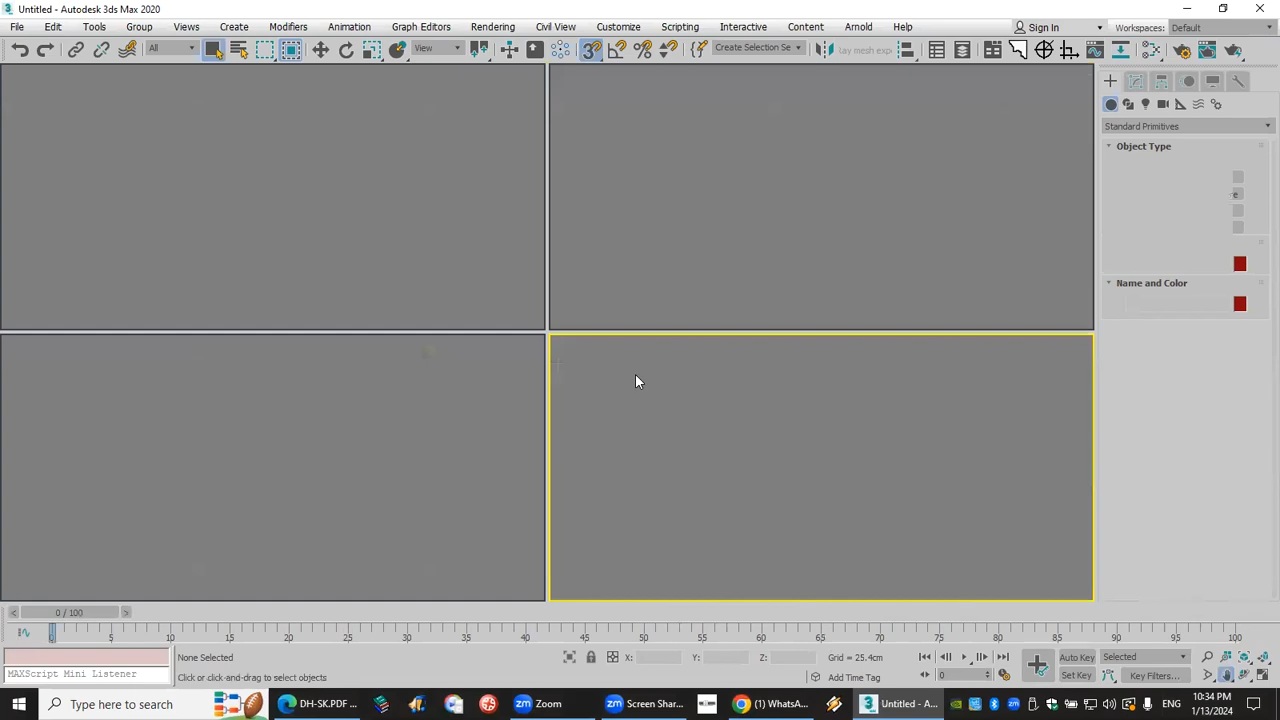 Untitled - Autodesk 3ds Max 2020
File Edit Tools Group Views Create Modifiers Animation Graph Editors Rendering Civil View Customize Scripting Interactive Content Arnold Help Sign In Workspaces: Default
All View Create Selection Se lay mesh exp
Standard Primitives
Object Type
e
Name and Color
0 / 100
0 5 10 15 20 25 30 35 40 45 50 55 60 65 70 75 80 85 90 95 100
None Selected X: Y: Z: Grid = 25.4cm Auto Key Selected
MAXScript Mini Listener Click or click-and-drag to select objects Add Time Tag 0 Set Key Key Filters...
Type here to search DH-SK.PDF ... Zoom Screen Shar... (1) WhatsA... Untitled - A... ENG 10:34 PM
1/13/2024